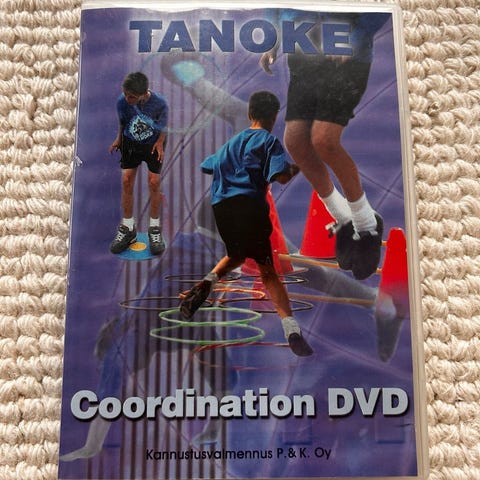 TANOKE
Coordination DVD
Kannustusvalmennus P. & K. Oy